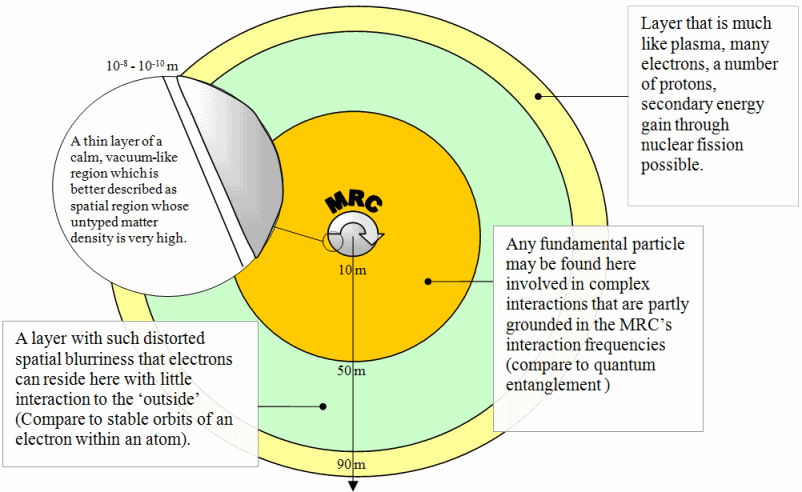 10-8 - 10-10 m
A thin layer of a
calm, vacuum-like
region which is
better described as
spatial region whose
untyped matter
density is very high.
Layer that is much
like plasma, many
electrons, a number
of protons,
secondary energy
gain through
nuclear fission
possible.
MRC
10 m
Any fundamental particle
may be found here
involved in complex
interactions that are partly
grounded in the MRC’s
interaction frequencies
(compare to quantum
entanglement )
A layer with such distorted
spatial blurriness that electrons
can reside here with little
interaction to the ‘outside’
(Compare to stable orbits of an
electron within an atom).
50 m
90 m